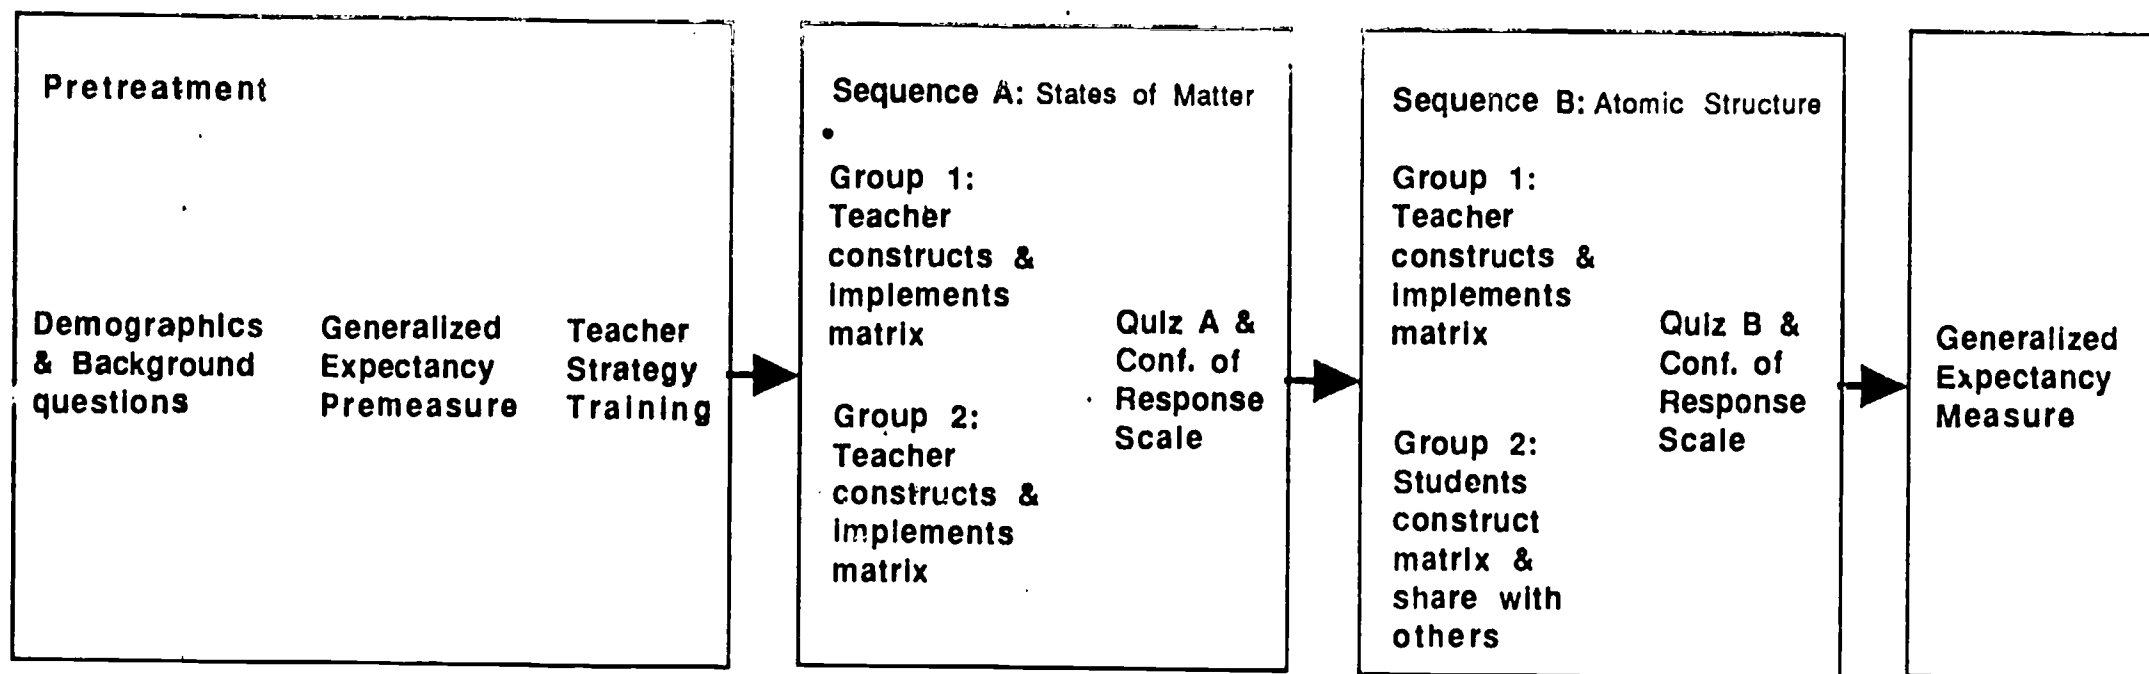 Pretreatment
Demographics
& Background
questions
Generalized
Expectancy
Premeasure
Teacher
Strategy
Training
Sequence A: States of Matter
Group 1:
Teacher
constructs &
implements
matrix
Group 2:
Teacher
constructs &
implements
matrix
Quiz A &
Conf. of
Response
Scale
Sequence B: Atomic Structure
Group 1:
Teacher
constructs &
implements
matrix
Group 2:
Students
construct
matrix &
share with
others
Quiz B &
Conf. of
Response
Scale
Generalized
Expectancy
Measure